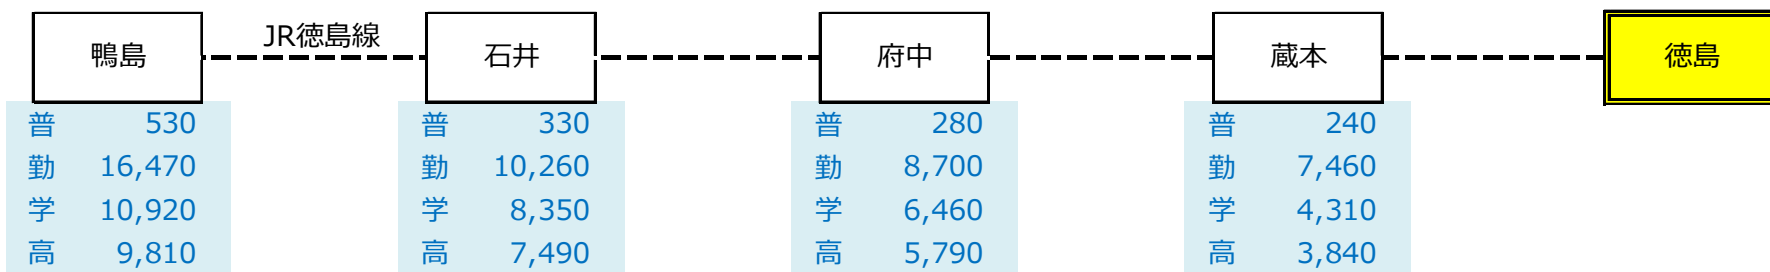 JR徳島線
鴨島 石井 府中 蔵本 徳島
普 530 普 330 普 280 普 240
勤 16,470 勤 10,260 勤 8,700 勤 7,460
学 10,920 学 8,350 学 6,460 学 4,310
高 9,810 高 7,490 高 5,790 高 3,840